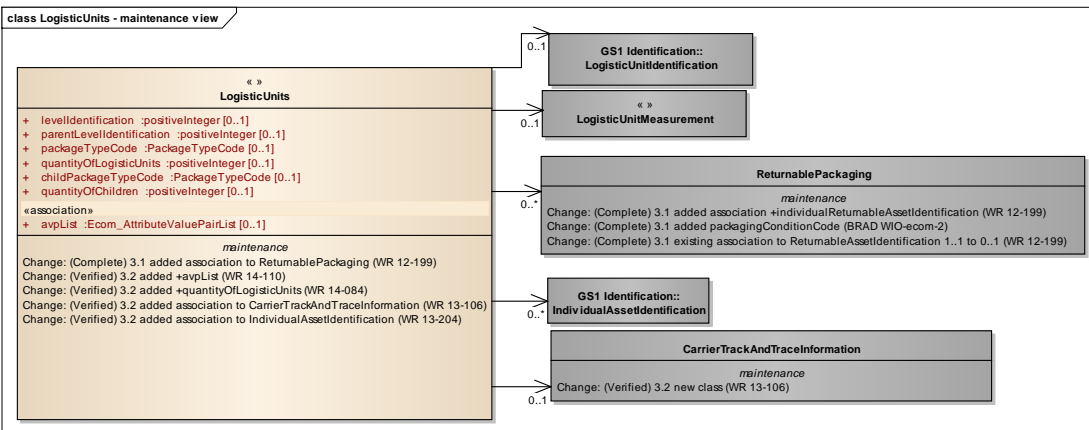 class LogisticUnits - maintenance view
« »
LogisticUnits
+ levelIdentification :positiveInteger [0..1]
+ parentLevelIdentification :positiveInteger [0..1]
+ packageTypeCode :PackageTypeCode [0..1]
+ quantityOfLogisticUnits :positiveInteger [0..1]
+ childPackageTypeCode :PackageTypeCode [0..1]
+ quantityOfChildren :positiveInteger [0..1]
«association»
+ avpList :Ecom_AttributeValuePairList [0..1]
maintenance
Change: (Complete) 3.1 added association to ReturnablePackaging (WR 12-199)
Change: (Verified) 3.2 added +avpList (WR 14-110)
Change: (Verified) 3.2 added +quantityOfLogisticUnits (WR 14-084)
Change: (Verified) 3.2 added association to CarrierTrackAndTraceInformation (WR 13-106)
Change: (Verified) 3.2 added association to IndividualAssetIdentification (WR 13-204)
0..1
GS1 Identification::
LogisticUnitIdentification
0..1
« »
LogisticUnitMeasurement
0..*
ReturnablePackaging
maintenance
Change: (Complete) 3.1 added association +individualReturnableAssetIdentification (WR 12-199)
Change: (Complete) 3.1 added packagingConditionCode (BRAD WIO-ecom-2)
Change: (Complete) 3.1 existing association to ReturnableAssetIdentification 1..1 to 0..1 (WR 12-199)
0..*
GS1 Identification::
IndividualAssetIdentification
0..1
CarrierTrackAndTraceInformation
maintenance
Change: (Verified) 3.2 new class (WR 13-106)